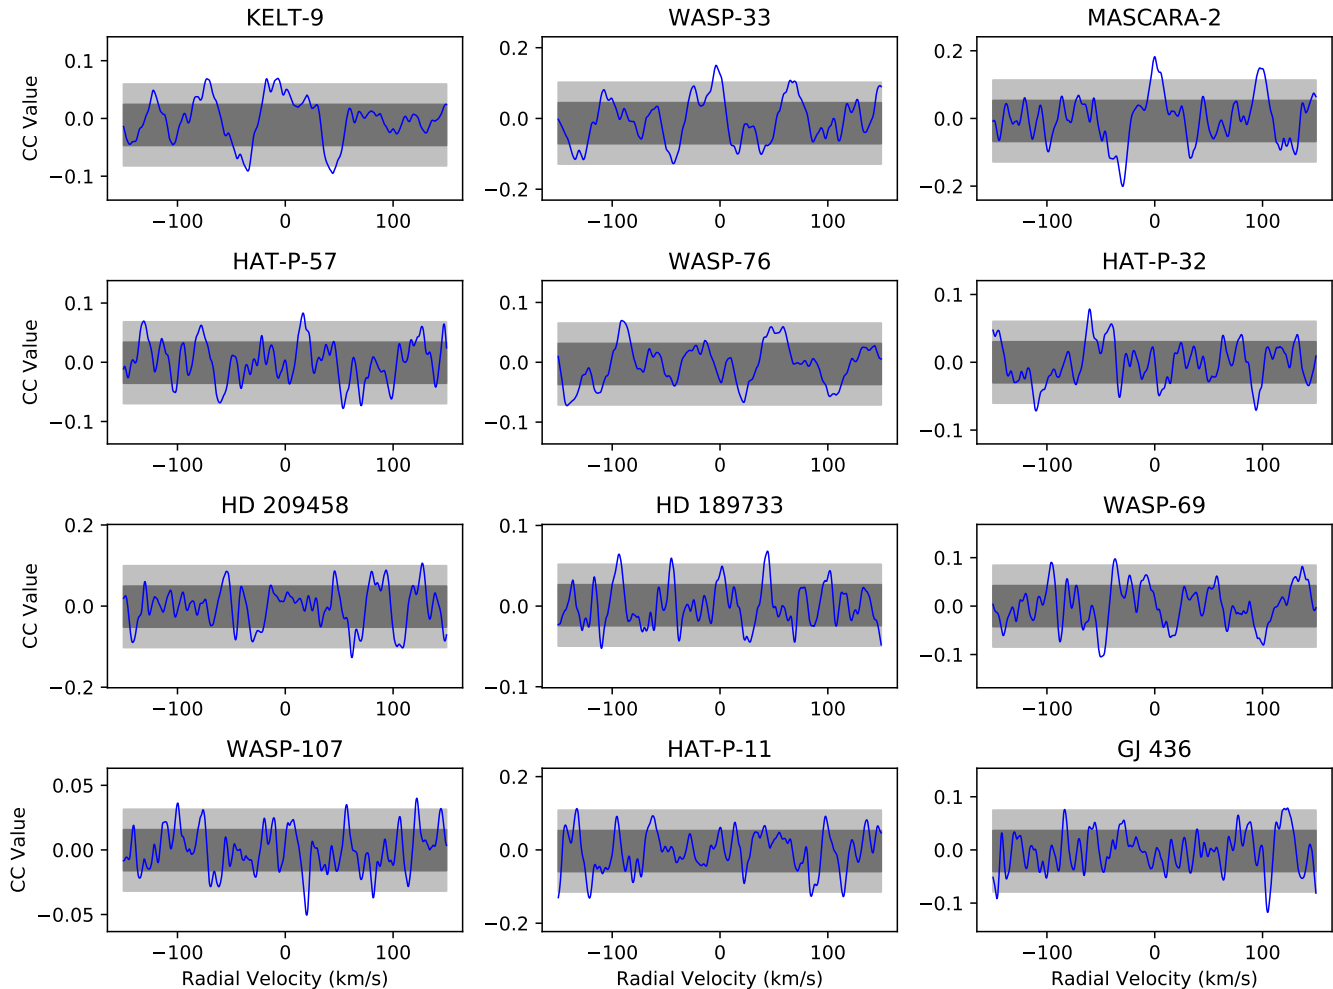 KELT-9 WASP-33 MASCARA-2
CC Value
0.1
0.0
−0.1
−100 0 100
0.2
0.0
−0.2
−100 0 100
0.2
0.0
−0.2
−100 0 100
HAT-P-57 WASP-76 HAT-P-32
CC Value
0.1
0.0
−0.1
−100 0 100
0.1
0.0
−0.1
−100 0 100
0.1
0.0
−0.1
−100 0 100
HD 209458 HD 189733 WASP-69
CC Value
0.2
0.0
−0.2
−100 0 100
0.1
0.0
−0.1
−100 0 100
0.1
0.0
−0.1
−100 0 100
WASP-107 HAT-P-11 GJ 436
CC Value
0.05
0.00
−0.05
−100 0 100
0.2
0.0
−0.2
−100 0 100
0.1
0.0
−0.1
−100 0 100
Radial Velocity (km/s) Radial Velocity (km/s) Radial Velocity (km/s)